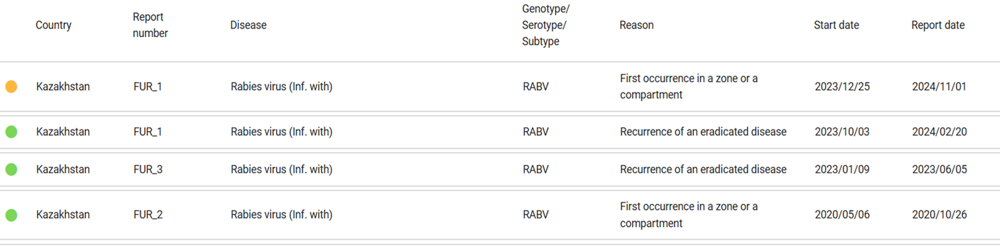 Country Report number Disease Genotype/ Serotype/ Subtype Reason Start date Report date
Kazakhstan FUR_1 Rabies virus (Inf. with) RABV First occurrence in a zone or a compartment 2023/12/25 2024/11/01
Kazakhstan FUR_1 Rabies virus (Inf. with) RABV Recurrence of an eradicated disease 2023/10/03 2024/02/20
Kazakhstan FUR_3 Rabies virus (Inf. with) RABV Recurrence of an eradicated disease 2023/01/09 2023/06/05
Kazakhstan FUR_2 Rabies virus (Inf. with) RABV First occurrence in a zone or a compartment 2020/05/06 2020/10/26